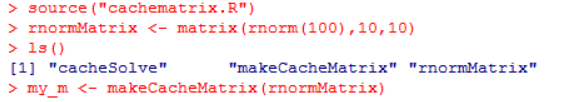 > source("cachematrix.R")
> rnormMatrix <- matrix(rnorm(100),10,10)
> ls()
[1] "cacheSolve"      "makeCacheMatrix" "rnormMatrix"
> my_m <- makeCacheMatrix(rnormMatrix)